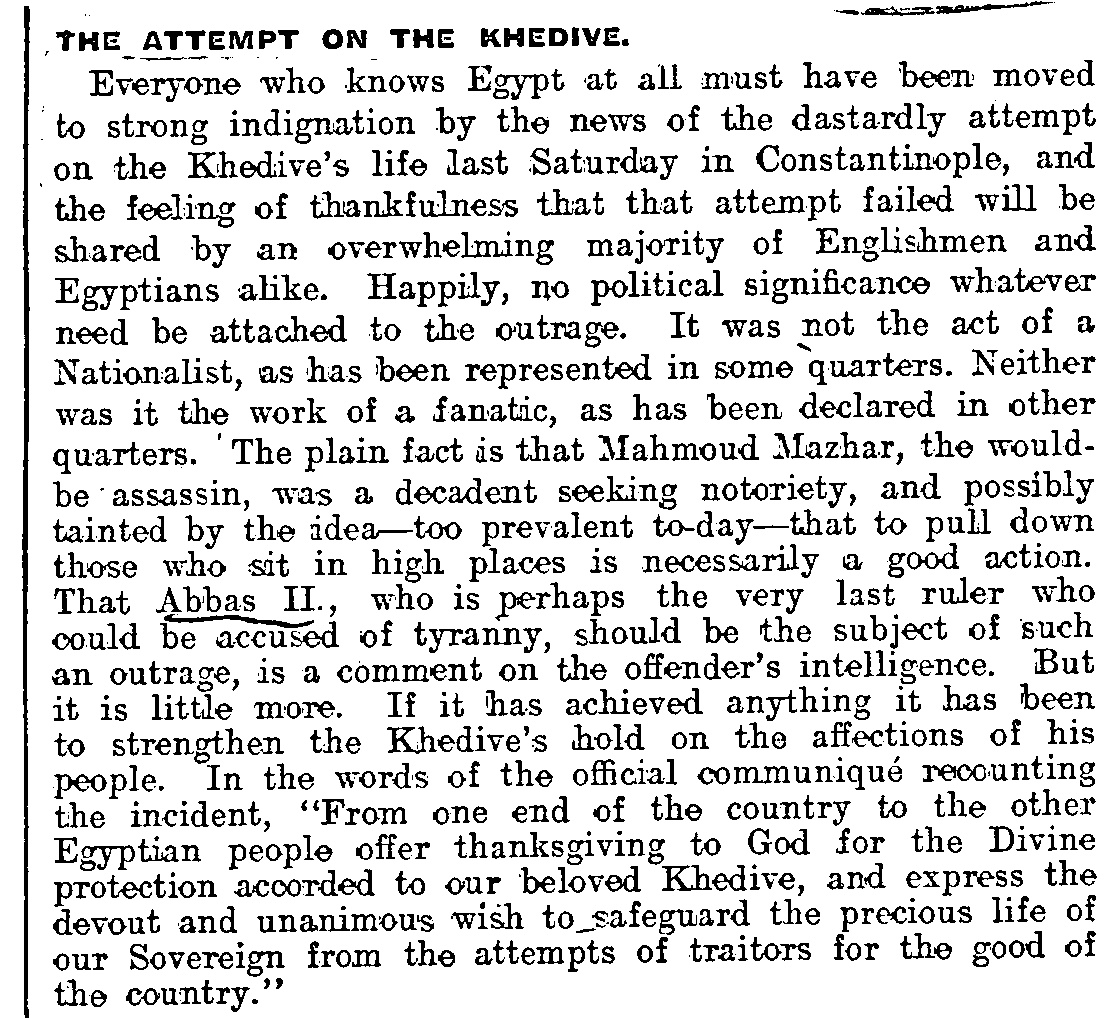 THE ATTEMPT ON THE KHEDIVE.
Everyone who knows Egypt at all must have been moved
to strong indignation by the news of the dastardly attempt
on the Khedive's life last Saturday in Constantinople, and
the feeling of thankfulness that that attempt failed will be
shared by an overwhelming majority of Englishmen and
Egyptians alike. Happily, no political significance whatever
need be attached to the outrage. It was not the act of a
Nationalist, as has been represented in some quarters. Neither
was it the work of a fanatic, as has been declared in other
quarters. The plain fact is that Mahmoud Mazhar, the would-
be assassin, was a decadent seeking notoriety, and possibly
tainted by the idea—too prevalent to-day—that to pull down
those who sit in high places is necessarily a good action.
That Abbas II., who is perhaps the very last ruler who
could be accused of tyranny, should be the subject of such
an outrage, is a comment on the offender's intelligence. But
it is little more. If it has achieved anything it has been
to strengthen the Khedive's hold on the affections of his
people. In the words of the official communiqué recounting
the incident, "From one end of the country to the other
Egyptian people offer thanksgiving to God for the Divine
protection accorded to our beloved Khedive, and express the
devout and unanimous wish to safeguard the precious life of
our Sovereign from the attempts of traitors for the good of
the country."